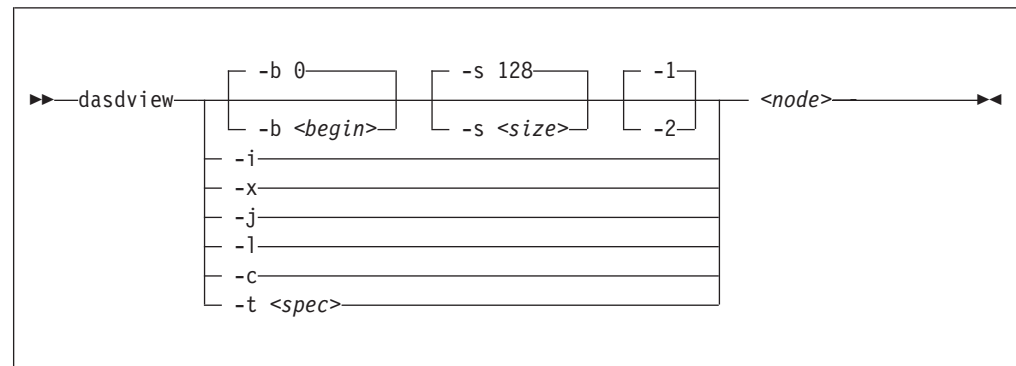 -b 0 -s 128 -1
dasdview <node>
-b <begin> -s <size> -2
-i
-x
-j
-l
-c
-t <spec>